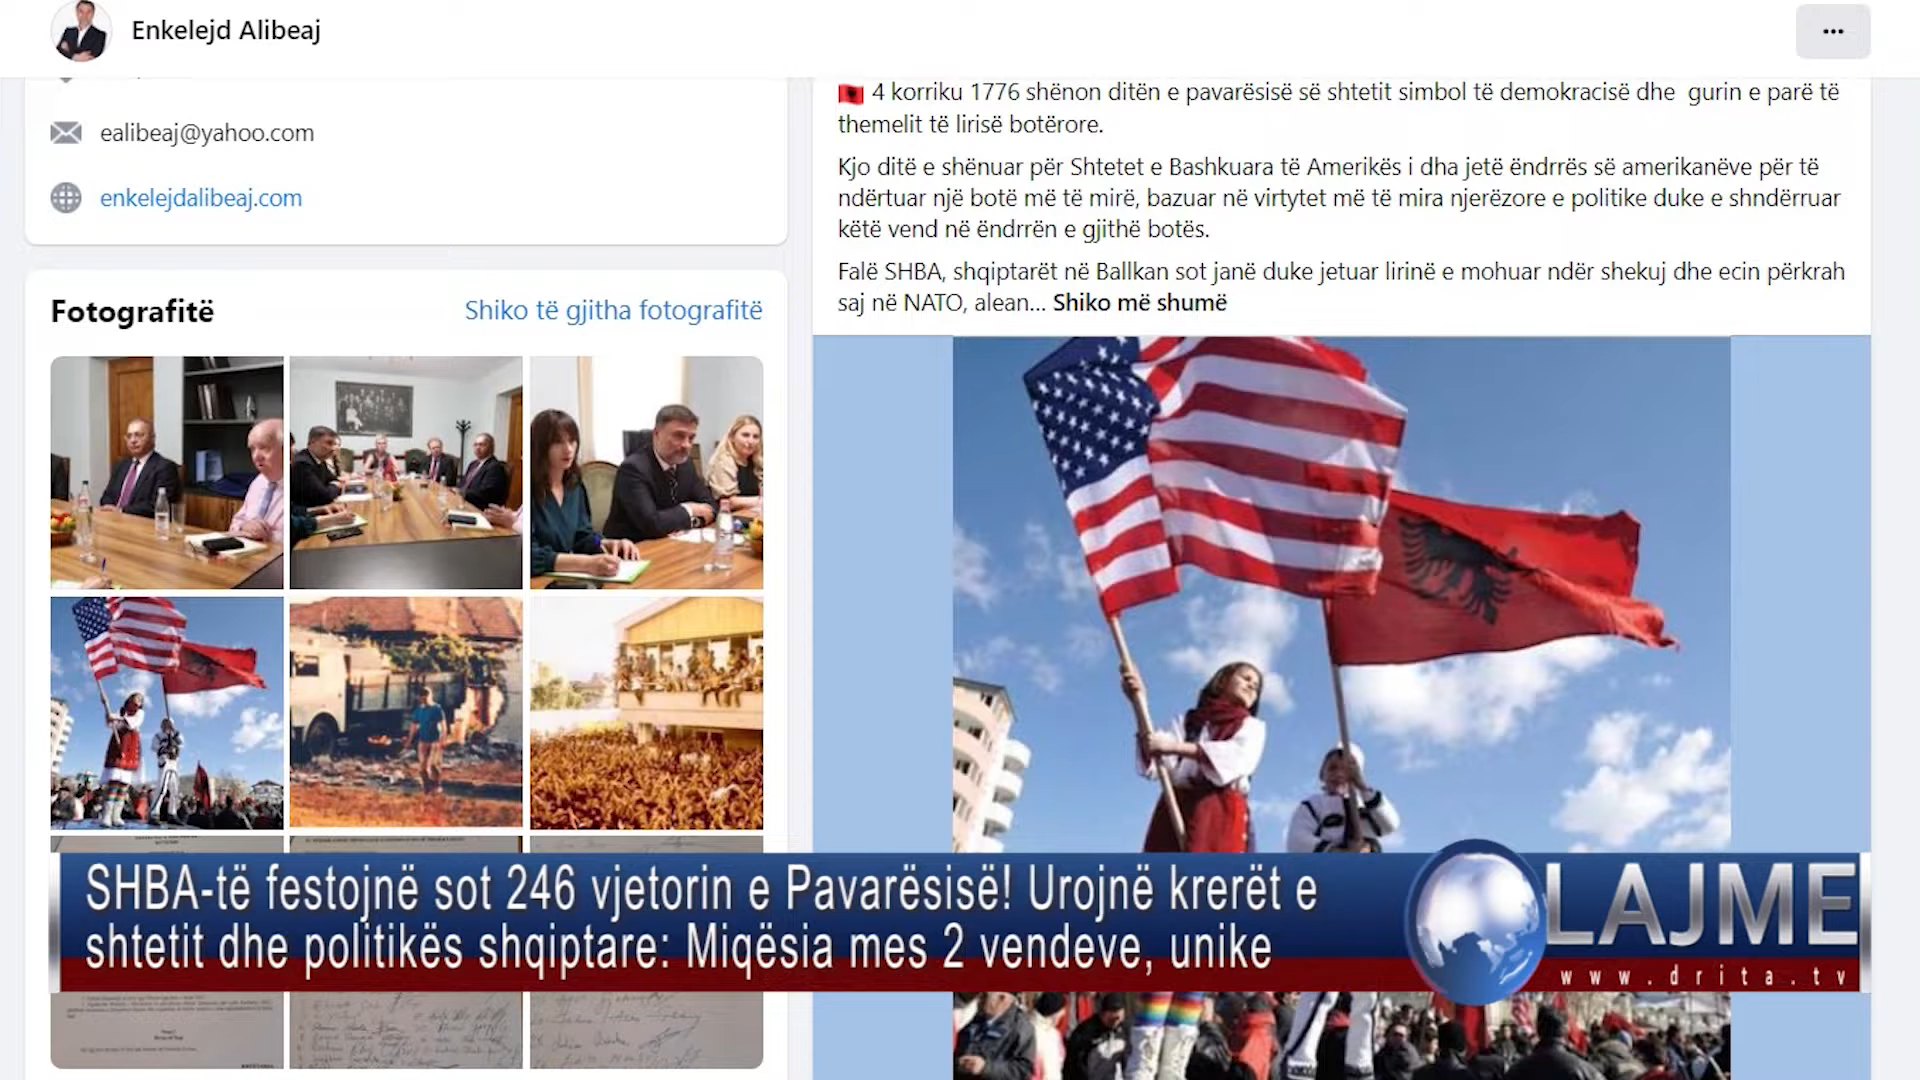 Enkelejd Alibeaj
ealibeaj@yahoo.com
enkelejdalibeaj.com
Fotografitë
Shiko të gjitha fotografitë
4 korriku 1776 shënon ditën e pavarësisë së shtetit simbol të demokracisë dhe gurin e parë të
themelit të lirisë botërore.
Kjo ditë e shënuar për Shtetet e Bashkuara të Amerikës i dha jetë ëndrrës së amerikanëve për të
ndërtuar një botë më të mirë, bazuar në virtytet më të mira njerëzore e politike duke e shndërruar
këtë vend në ëndrrën e gjithë botës.
Falë SHBA, shqiptarët në Ballkan sot janë duke jetuar lirinë e mohuar ndër shekuj dhe ecin përkrah
saj në NATO, alean... Shiko më shumë
SHBA-të festojnë sot 246 vjetorin e Pavarësisë! Urojnë krerët e
shtetit dhe politikës shqiptare: Miqësia mes 2 vendeve, unike
LAJME
www.drita.tv